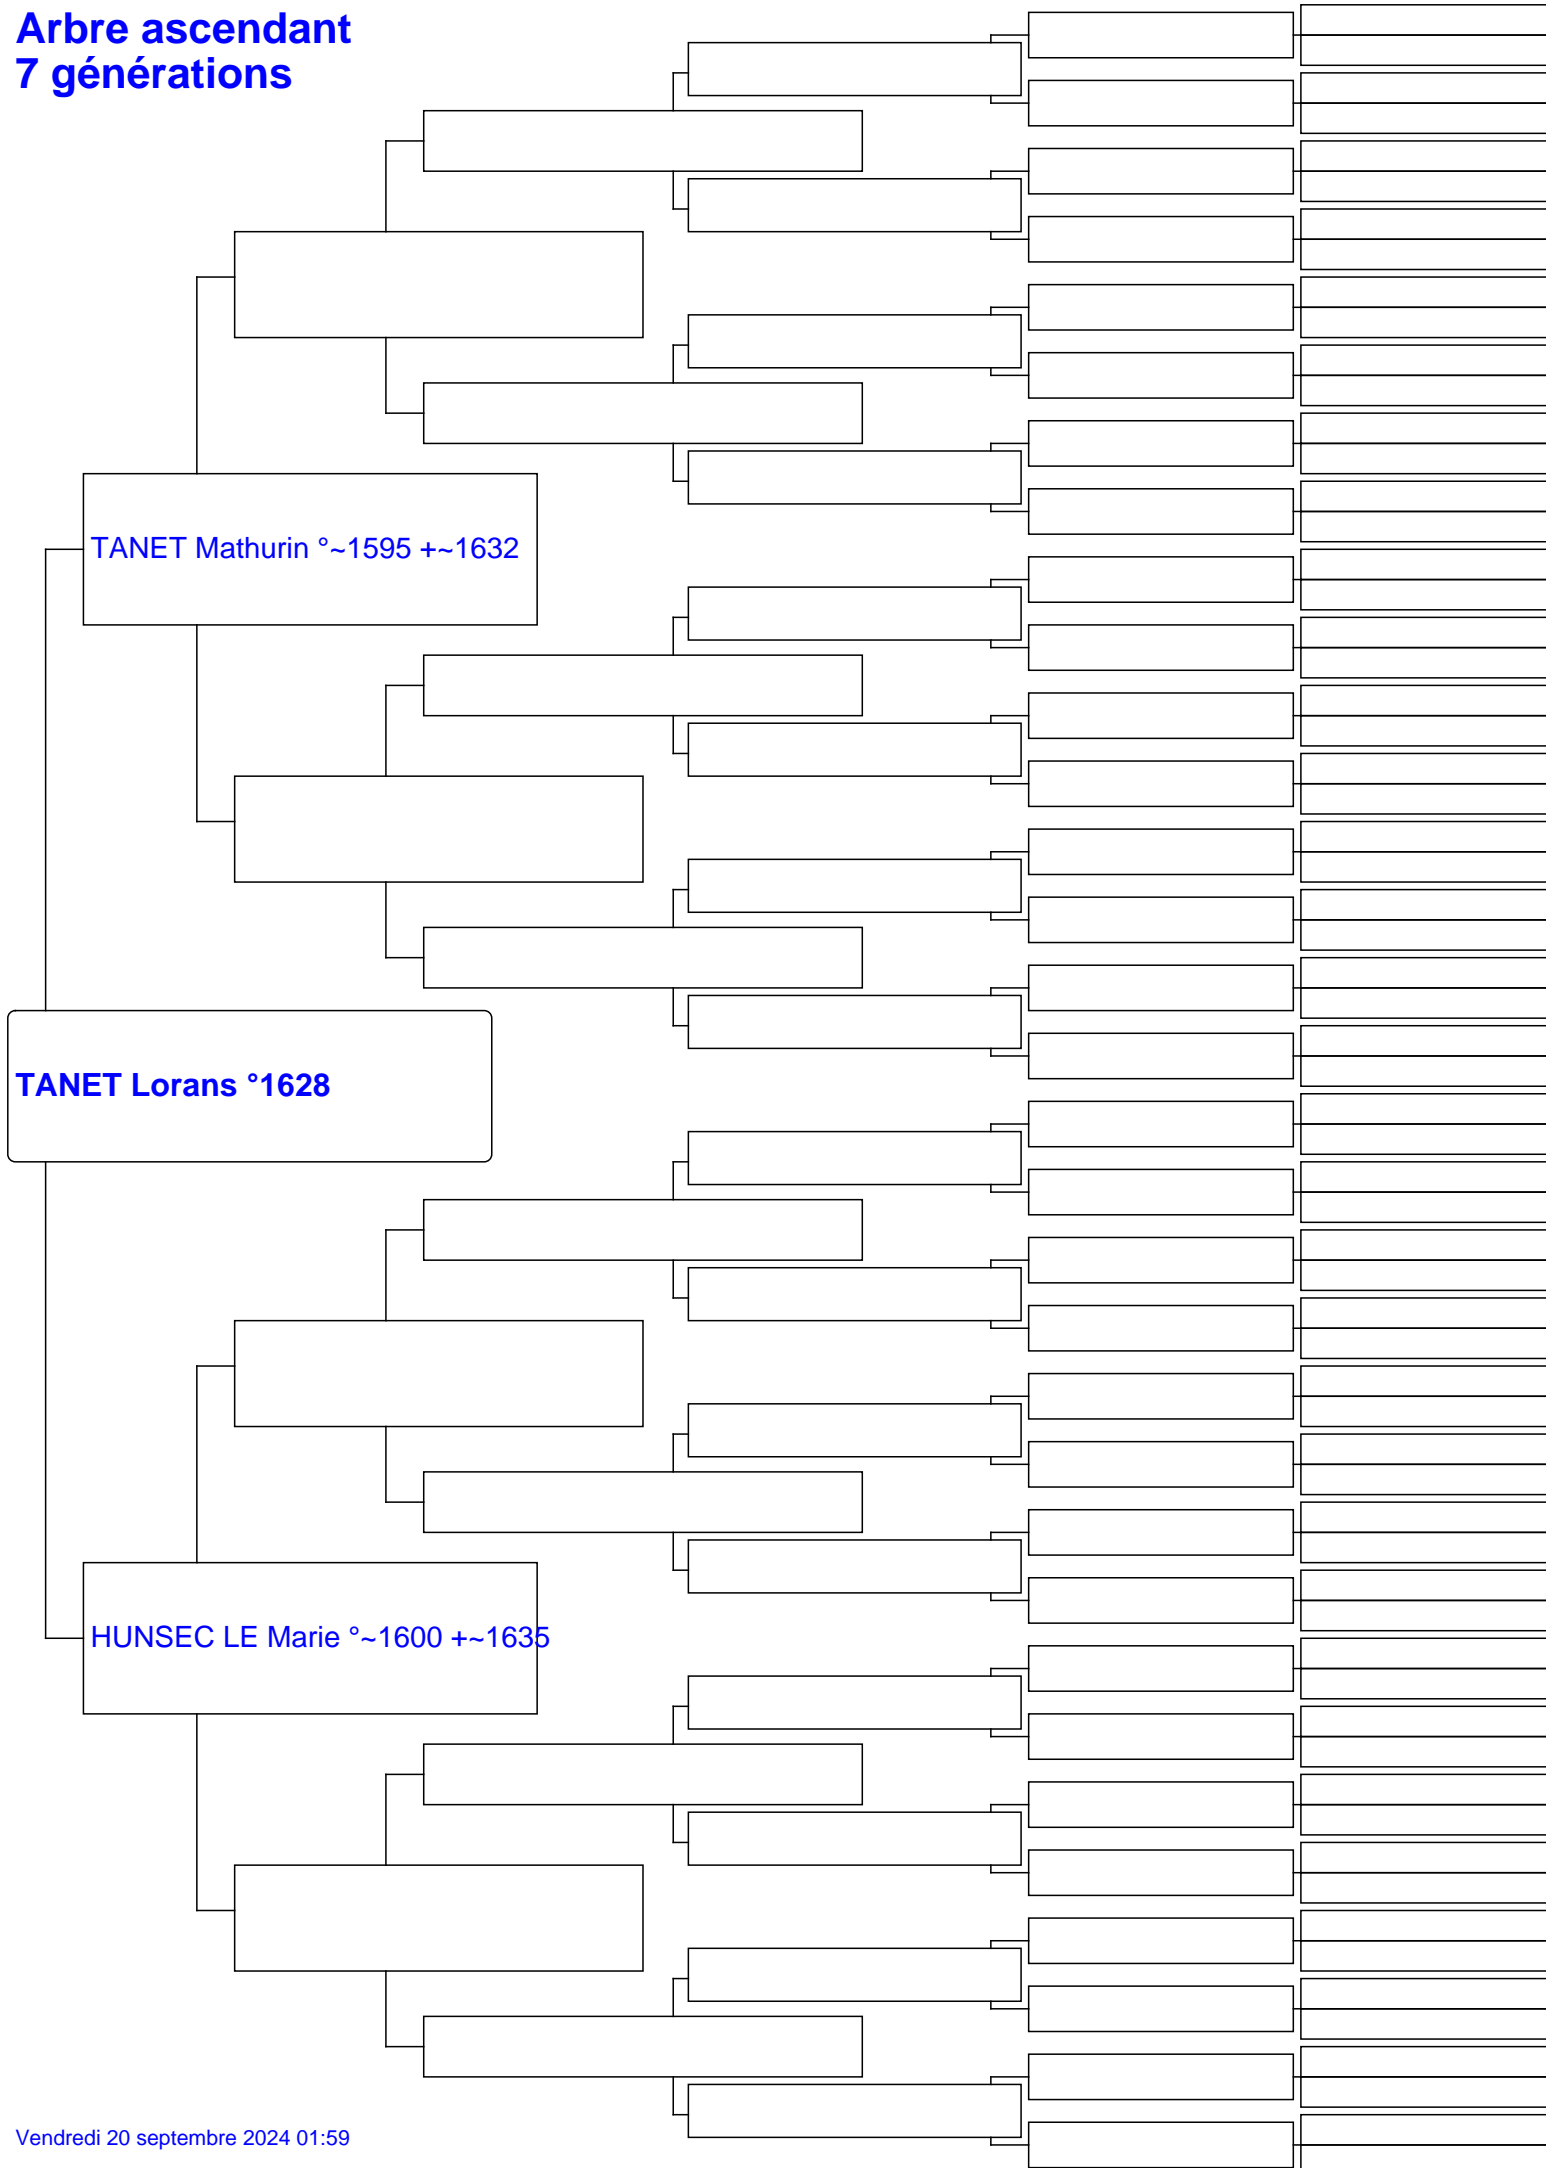 Arbre ascendant
7 générations
TANET Mathurin °~1595 +~1632
TANET Lorans °1628
HUNSEC LE Marie °~1600 +~1635
Vendredi 20 septembre 2024 01:59